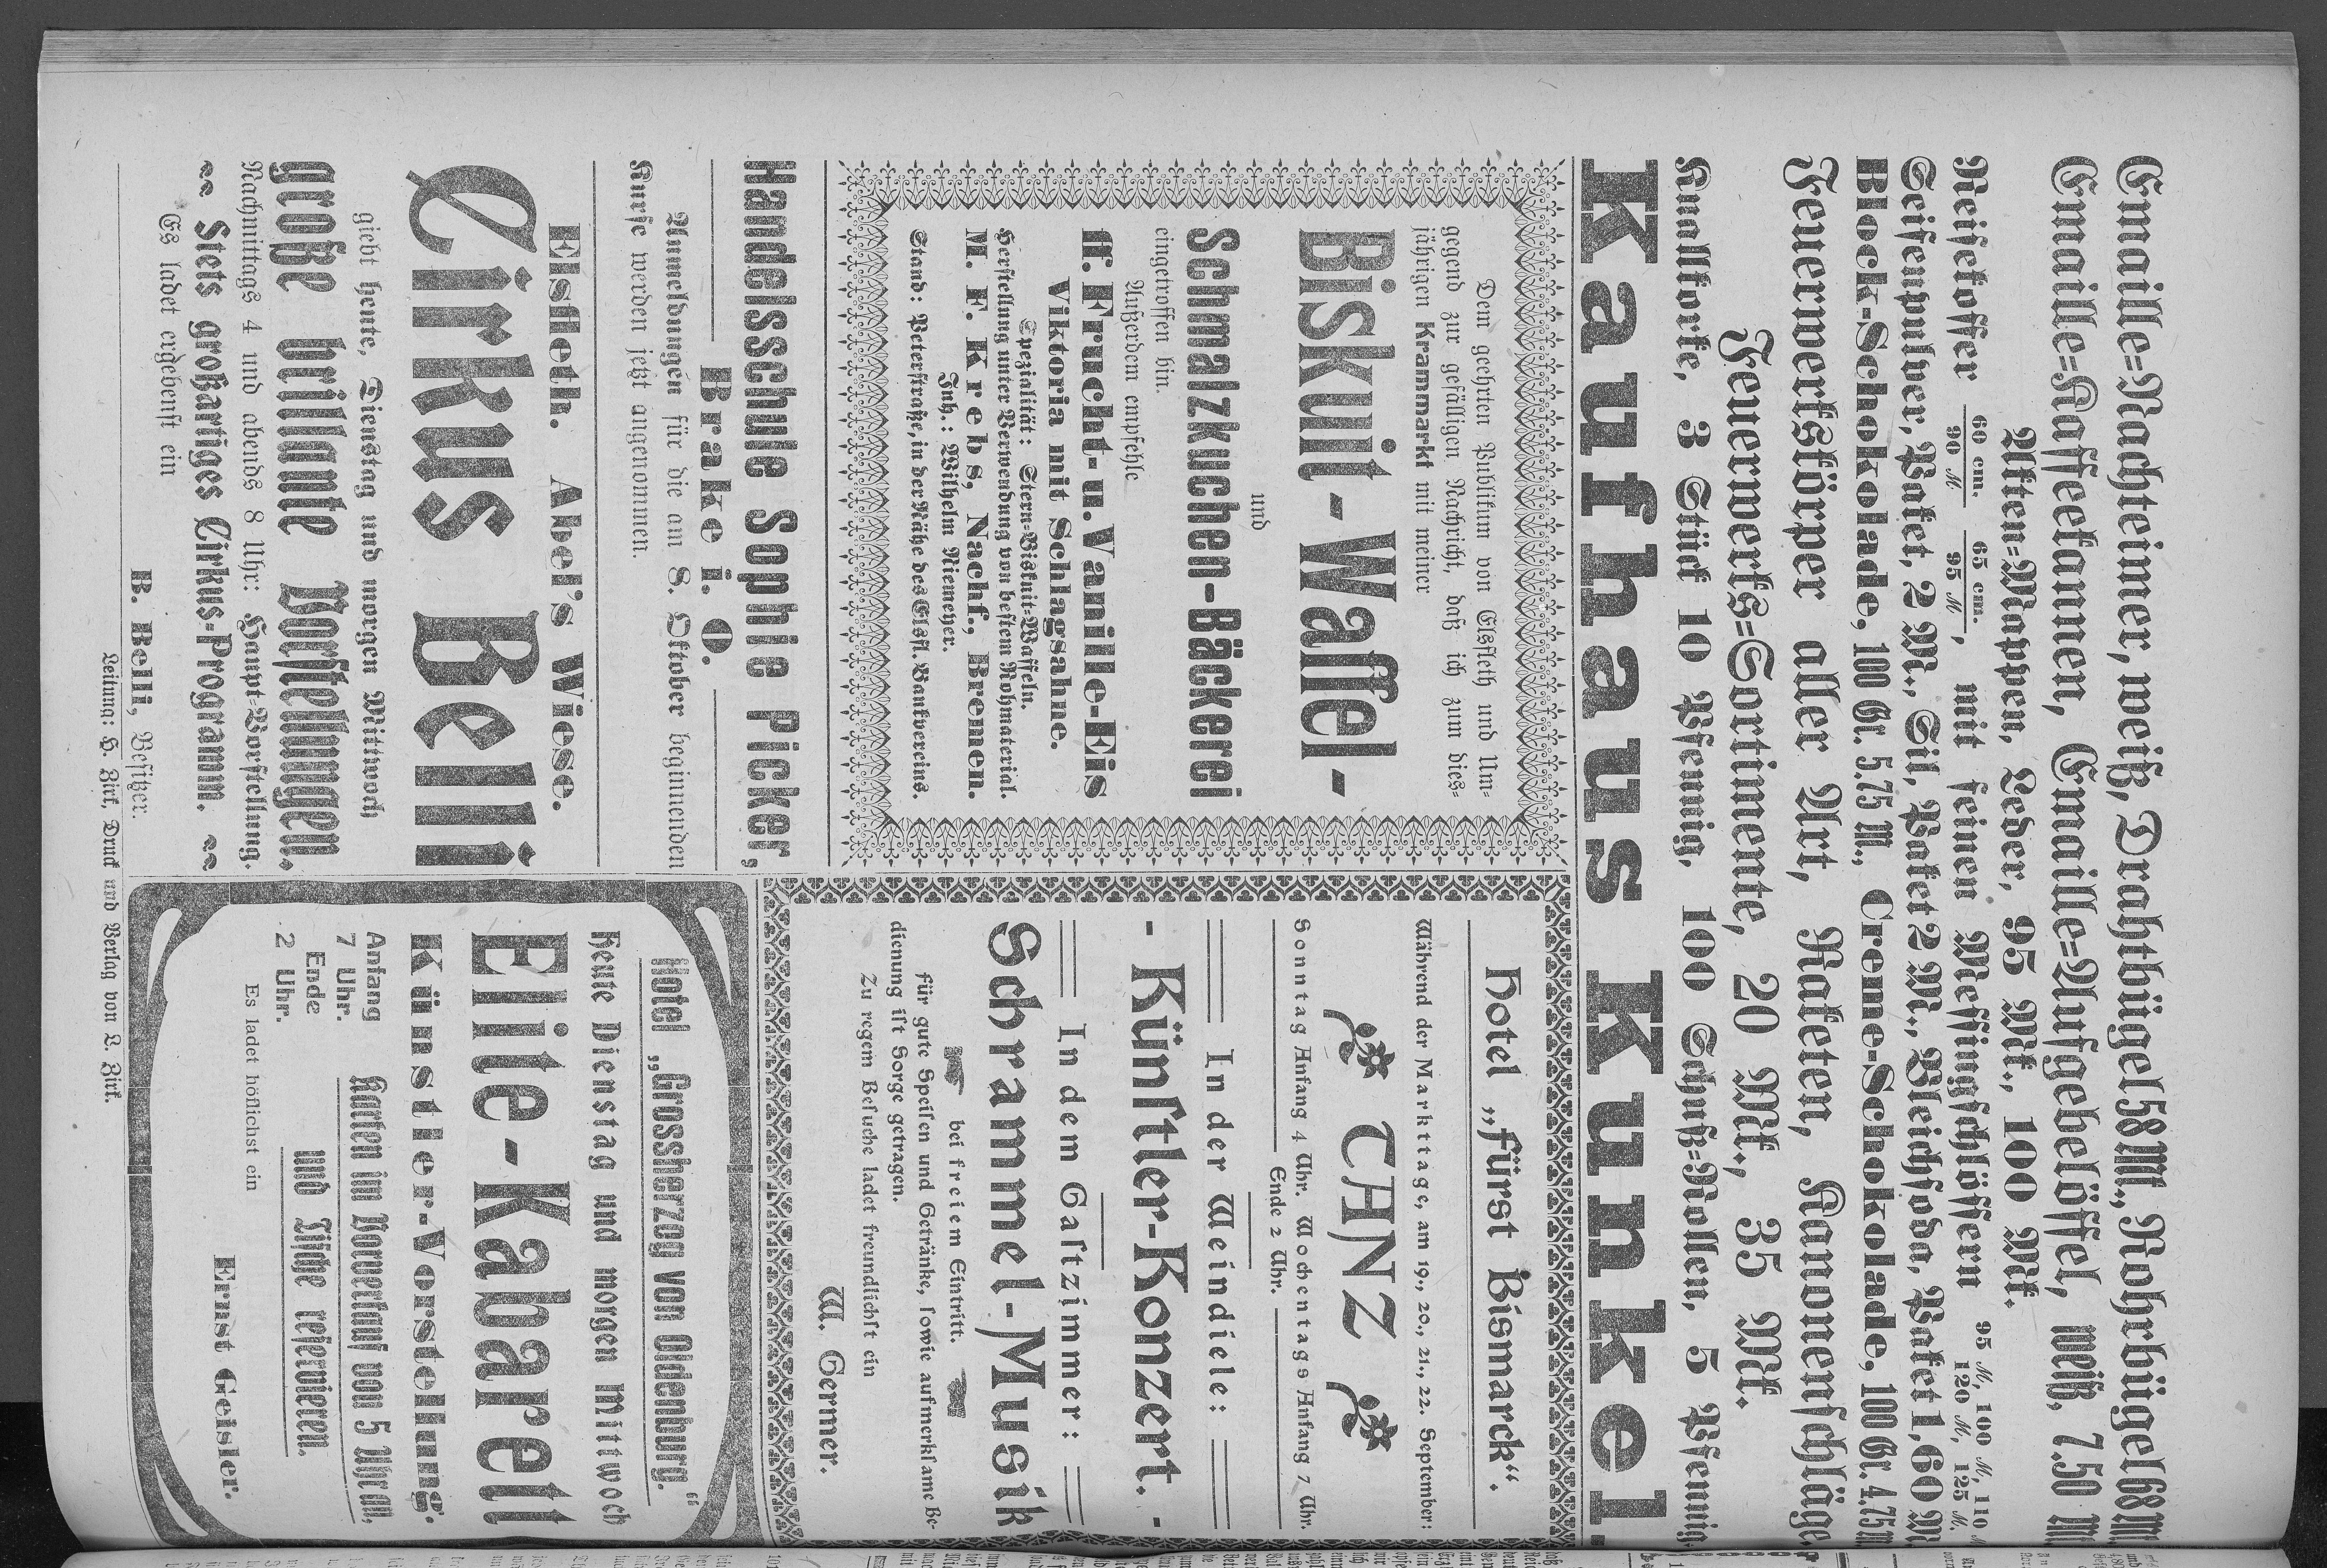 Emaille=Nachteimer, weiß, Drahtbügel 58 Mk., Rohrbügel 68 Mk.
Emaille=Kaffeekannen, Emaille=Aufgebelöffel, weiß, 7.50 Mk.
Akten=Mappen, Leder, 95 Mk., 100 Mk.
Reisekoffer 60 cm. 90 M, 65 cm. 95 M, mit feinen Messingschlössern 95 M, 100 M, 110 M, 120 M, 125 M.
Seifenpulver, Paket, 2 M., Sil, Paket 2 M., Bleichsoda, Paket 1,60 M.
Block-Schokolade, 100 Gr. 5.75 M., Creme-Schokolade, 100 Gr. 4.75 M.
Feuerwerkskörper aller Art, Raketen, Kanonenschläge
Feuerwerks=Sortimente, 20 Mk., 35 Mk.
Knallkorke, 3 Stück 10 Pfennig, 100 Schuß=Rollen, 5 Pfennig.
Kaufhaus Kunkel.
Dem geehrten Publikum von Elsfleth und Um=
gegend zur gefälligen Nachricht, daß ich zum dies=
jährigen Krammarkt mit meiner
Biskuit-Waffel-
und
Schmalzkuchen-Bäckerei
eingetroffen bin.
Außerdem empfehle
ff. Frucht- u. Vanille-Eis
Viktoria mit Schlagsahne.
Spezialität: Stern=Biskuit=Waffeln.
Herstellung unter Verwendung von bestem Rohmaterial.
M. F. Krebs, Nachf., Bremen.
Inh.: Wilhelm Niemeyer.
Stand: Peterstraße, in der Nähe des Elsfl. Bankvereins.
Handelsschule Sophie Picker,
Brake i. O.
Anmeldungen für die am 8. Oktober beginnenden
Kurse werden jetzt angenommen.
Elsfleth. Abel's Wiese.
Cirkus Belli
giebt heute, Dienstag und morgen Mittwoch
große brillante Vorstellungen.
Nachmittags 4 und abends 8 Uhr: Haupt=Vorstellung.
Stets großartiges Cirkus=Programm.
Es ladet ergebenst ein
B. Belli, Besitzer.
Hotel „Fürst Bismarck“.
Während der Markttage, am 19., 20., 21., 22. September:
TANZ
Sonntag Anfang 4 Uhr. Wochentags Anfang 7 Uhr.
Ende 2 Uhr.
In der Weindiele:
- Künstler-Konzert. -
In dem Gastzimmer:
Schrammel-Musik
bei freiem Eintritt.
Für gute Speisen und Getränke, sowie aufmerksame Be-
dienung ist Sorge getragen.
Zu regem Besuche ladet freundlichst ein
W. Germer.
Hotel „Grossherzog von Oldenburg.“
Heute Dienstag und morgen Mittwoch
Elite-Kabarett
Künstler-Vorstellung.
Anfang
7 Uhr.
Ende
2 Uhr.
Karten im Vorverkauf von 5 Uhr an,
und Tische reservieren.
Es ladet höflichst ein
Ernst Geisler.
Leitung: H. Zirk, Druck und Verlag von L. Zirk.